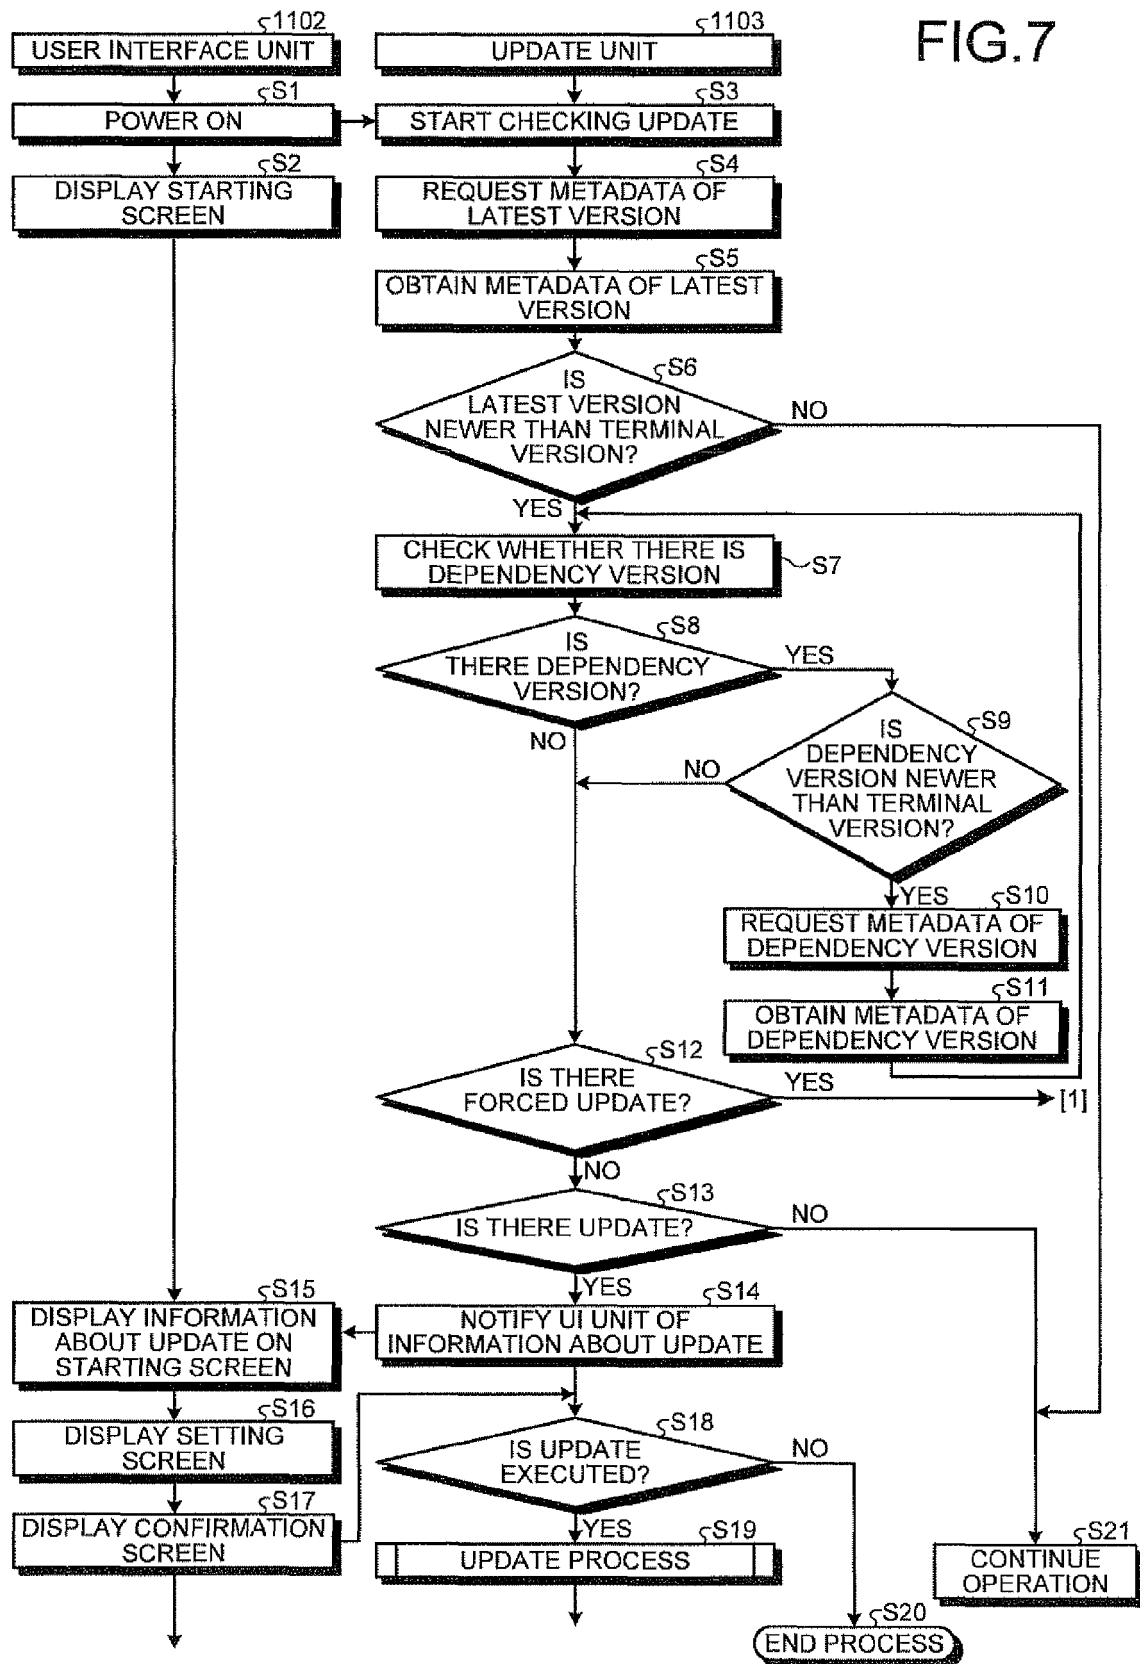 FIG.7
1102
USER INTERFACE UNIT
1103
UPDATE UNIT
S1
POWER ON
S3
START CHECKING UPDATE
S2
DISPLAY STARTING
SCREEN
S4
REQUEST METADATA OF
LATEST VERSION
S5
OBTAIN METADATA OF LATEST
VERSION
S6
IS
LATEST VERSION
NEWER THAN TERMINAL
VERSION?
NO
YES
CHECK WHETHER THERE IS
DEPENDENCY VERSION
S7
S8
IS
THERE DEPENDENCY
VERSION?
YES
NO
S9
IS
DEPENDENCY
VERSION NEWER
THAN TERMINAL
VERSION?
NO
YES
S10
REQUEST METADATA OF
DEPENDENCY VERSION
S11
OBTAIN METADATA OF
DEPENDENCY VERSION
S12
IS THERE
FORCED UPDATE?
YES
[1]
NO
S13
IS THERE UPDATE?
NO
YES
S15
DISPLAY INFORMATION
ABOUT UPDATE ON
STARTING SCREEN
S14
NOTIFY UI UNIT OF
INFORMATION ABOUT UPDATE
S16
DISPLAY SETTING
SCREEN
S17
DISPLAY CONFIRMATION
SCREEN
S18
IS UPDATE
EXECUTED?
NO
YES
S19
UPDATE PROCESS
S21
CONTINUE
OPERATION
S20
END PROCESS